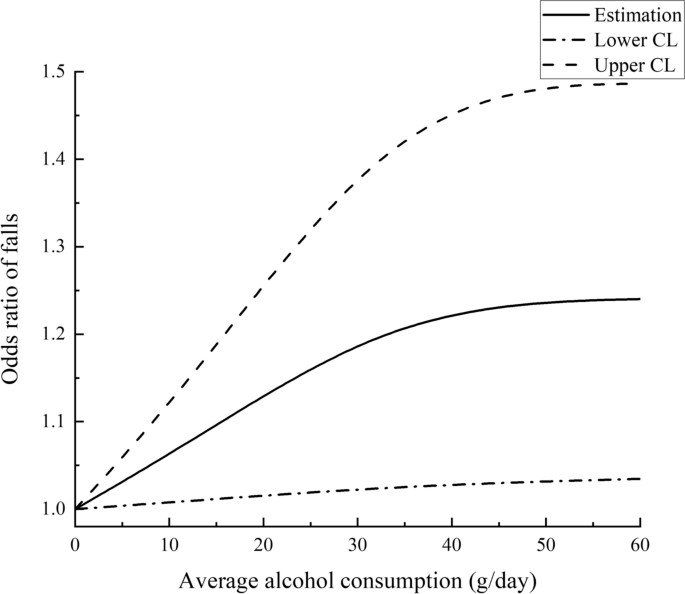 Estimation
Lower CL
Upper CL
1.5
1.4
1.3
1.2
1.1
1.0
Odds ratio of falls
0 10 20 30 40 50 60
Average alcohol consumption (g/day)